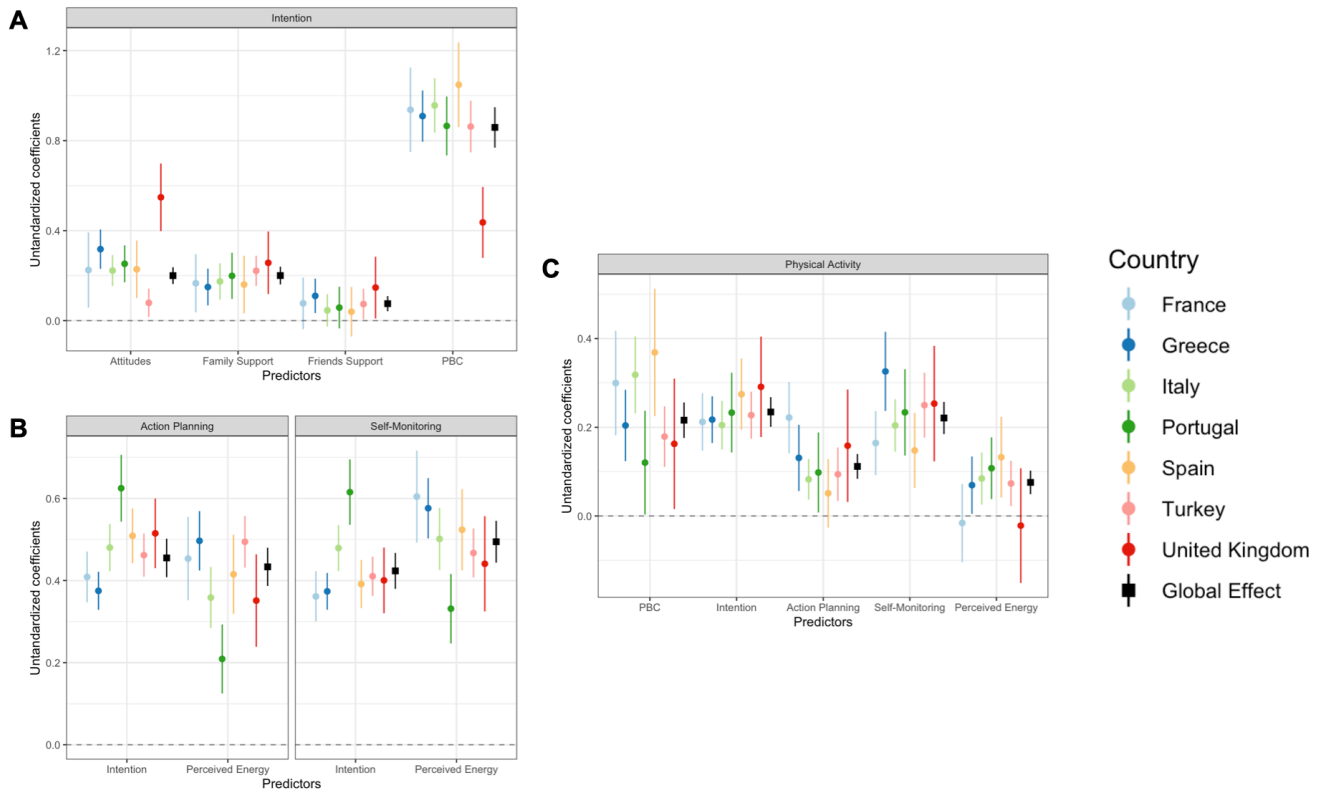 A
Intention
Untandardized coefficients
1.2
0.8
0.4
0.0
Attitudes Family Support Friends Support PBC
Predictors
B
Action Planning Self-Monitoring
Untandardized coefficients
0.6
0.4
0.2
0.0
Intention Perceived Energy Intention Perceived Energy
Predictors
C
Physical Activity
Untandardized coefficients
0.4
0.2
0.0
PBC Intention Action Planning Self-Monitoring Perceived Energy
Predictors
Country
France
Greece
Italy
Portugal
Spain
Turkey
United Kingdom
Global Effect